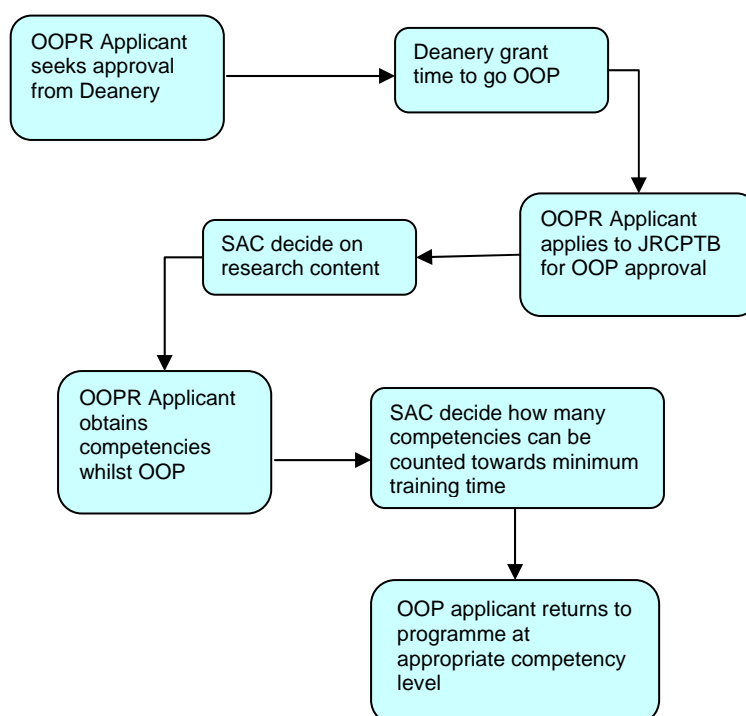 OOPR Applicant
seeks approval
from Deanery
Deanery grant
time to go OOP
OOPR Applicant
applies to JRCPTB
for OOP approval
SAC decide on
research content
OOPR Applicant
obtains
competencies
whilst OOP
SAC decide how many
competencies can be
counted towards minimum
training time
OOP applicant returns to
programme at
appropriate competency
level